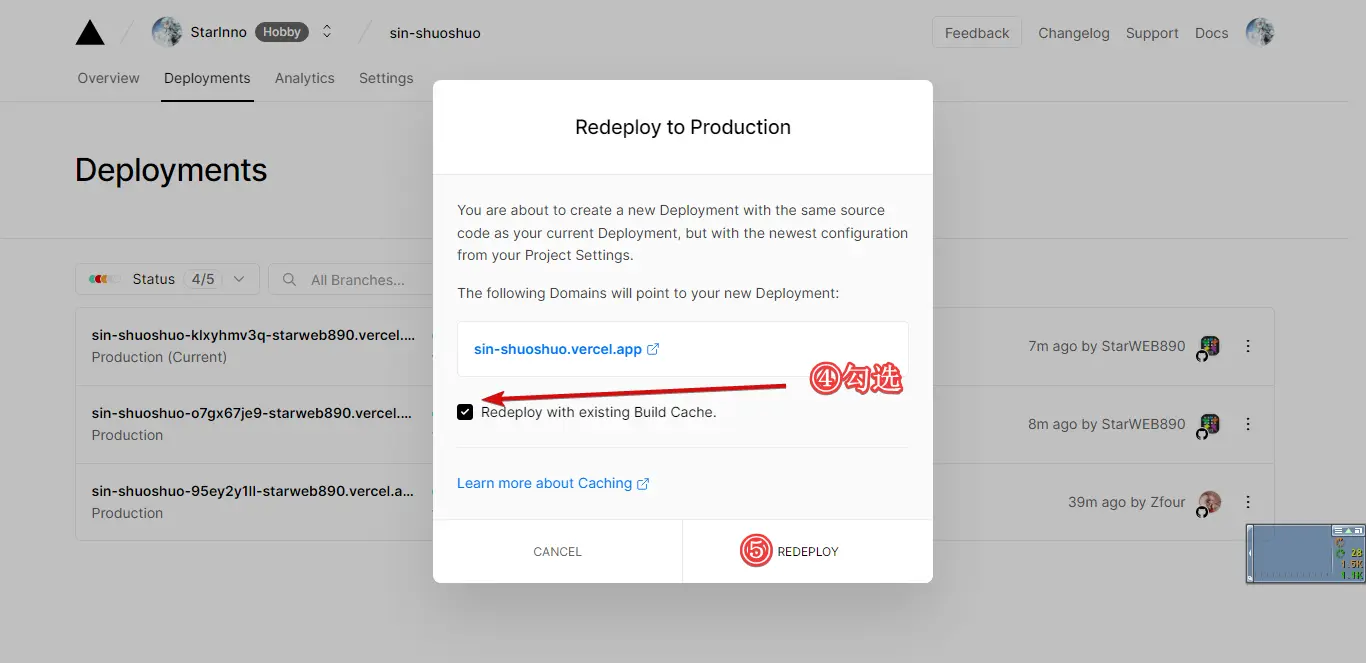 StarInno Hobby sin-shuoshuo
Feedback Changelog Support Docs
Overview Deployments Analytics Settings
Redeploy to Production
Deployments
You are about to create a new Deployment with the same source
code as your current Deployment, but with the newest configuration
from your Project Settings.
The following Domains will point to your new Deployment:
Status 4/5 All Branches...
sin-shuoshuo-klxyhmv3q-starweb890.vercel....
Production (Current)
7m ago by StarWEB890
sin-shuoshuo.vercel.app
④勾选
Redeploy with existing Build Cache.
sin-shuoshuo-o7gx67je9-starweb890.vercel....
Production
8m ago by StarWEB890
Learn more about Caching
sin-shuoshuo-95ey2y1ll-starweb890.vercel.a...
Production
39m ago by Zfour
CANCEL
⑤ REDEPLOY
28
1.5K
1.1K